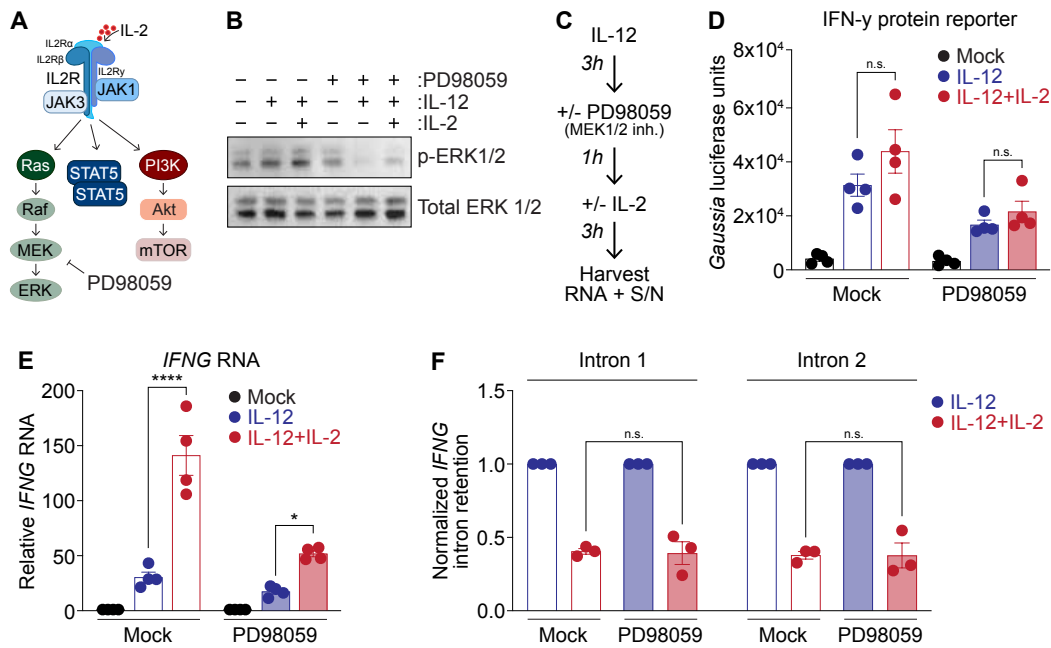 A
IL-2
IL2Rα
IL2Rβ
IL2R
IL2Ry
JAK1
JAK3
Ras
STAT5
STAT5
PI3K
Raf
Akt
MEK
mTOR
PD98059
ERK
B
– – – + + + :PD98059
– + + – + + :IL-12
– – + – – + :IL-2
p-ERK1/2
Total ERK 1/2
C
IL-12
3h
+/- PD98059
(MEK1/2 inh.)
1h
+/- IL-2
3h
Harvest
RNA + S/N
D
IFN-y protein reporter
Gaussia luciferase units
8x10⁴
6x10⁴
4x10⁴
2x10⁴
0
n.s.
n.s.
Mock
IL-12
IL-12+IL-2
Mock
PD98059
E
IFNG RNA
Relative IFNG RNA
200
150
100
50
0
****
*
Mock
IL-12
IL-12+IL-2
Mock
PD98059
F
Intron 1
Intron 2
Normalized IFNG
intron retention
1.5
1.0
0.5
0.0
n.s.
n.s.
IL-12
IL-12+IL-2
Mock
PD98059
Mock
PD98059